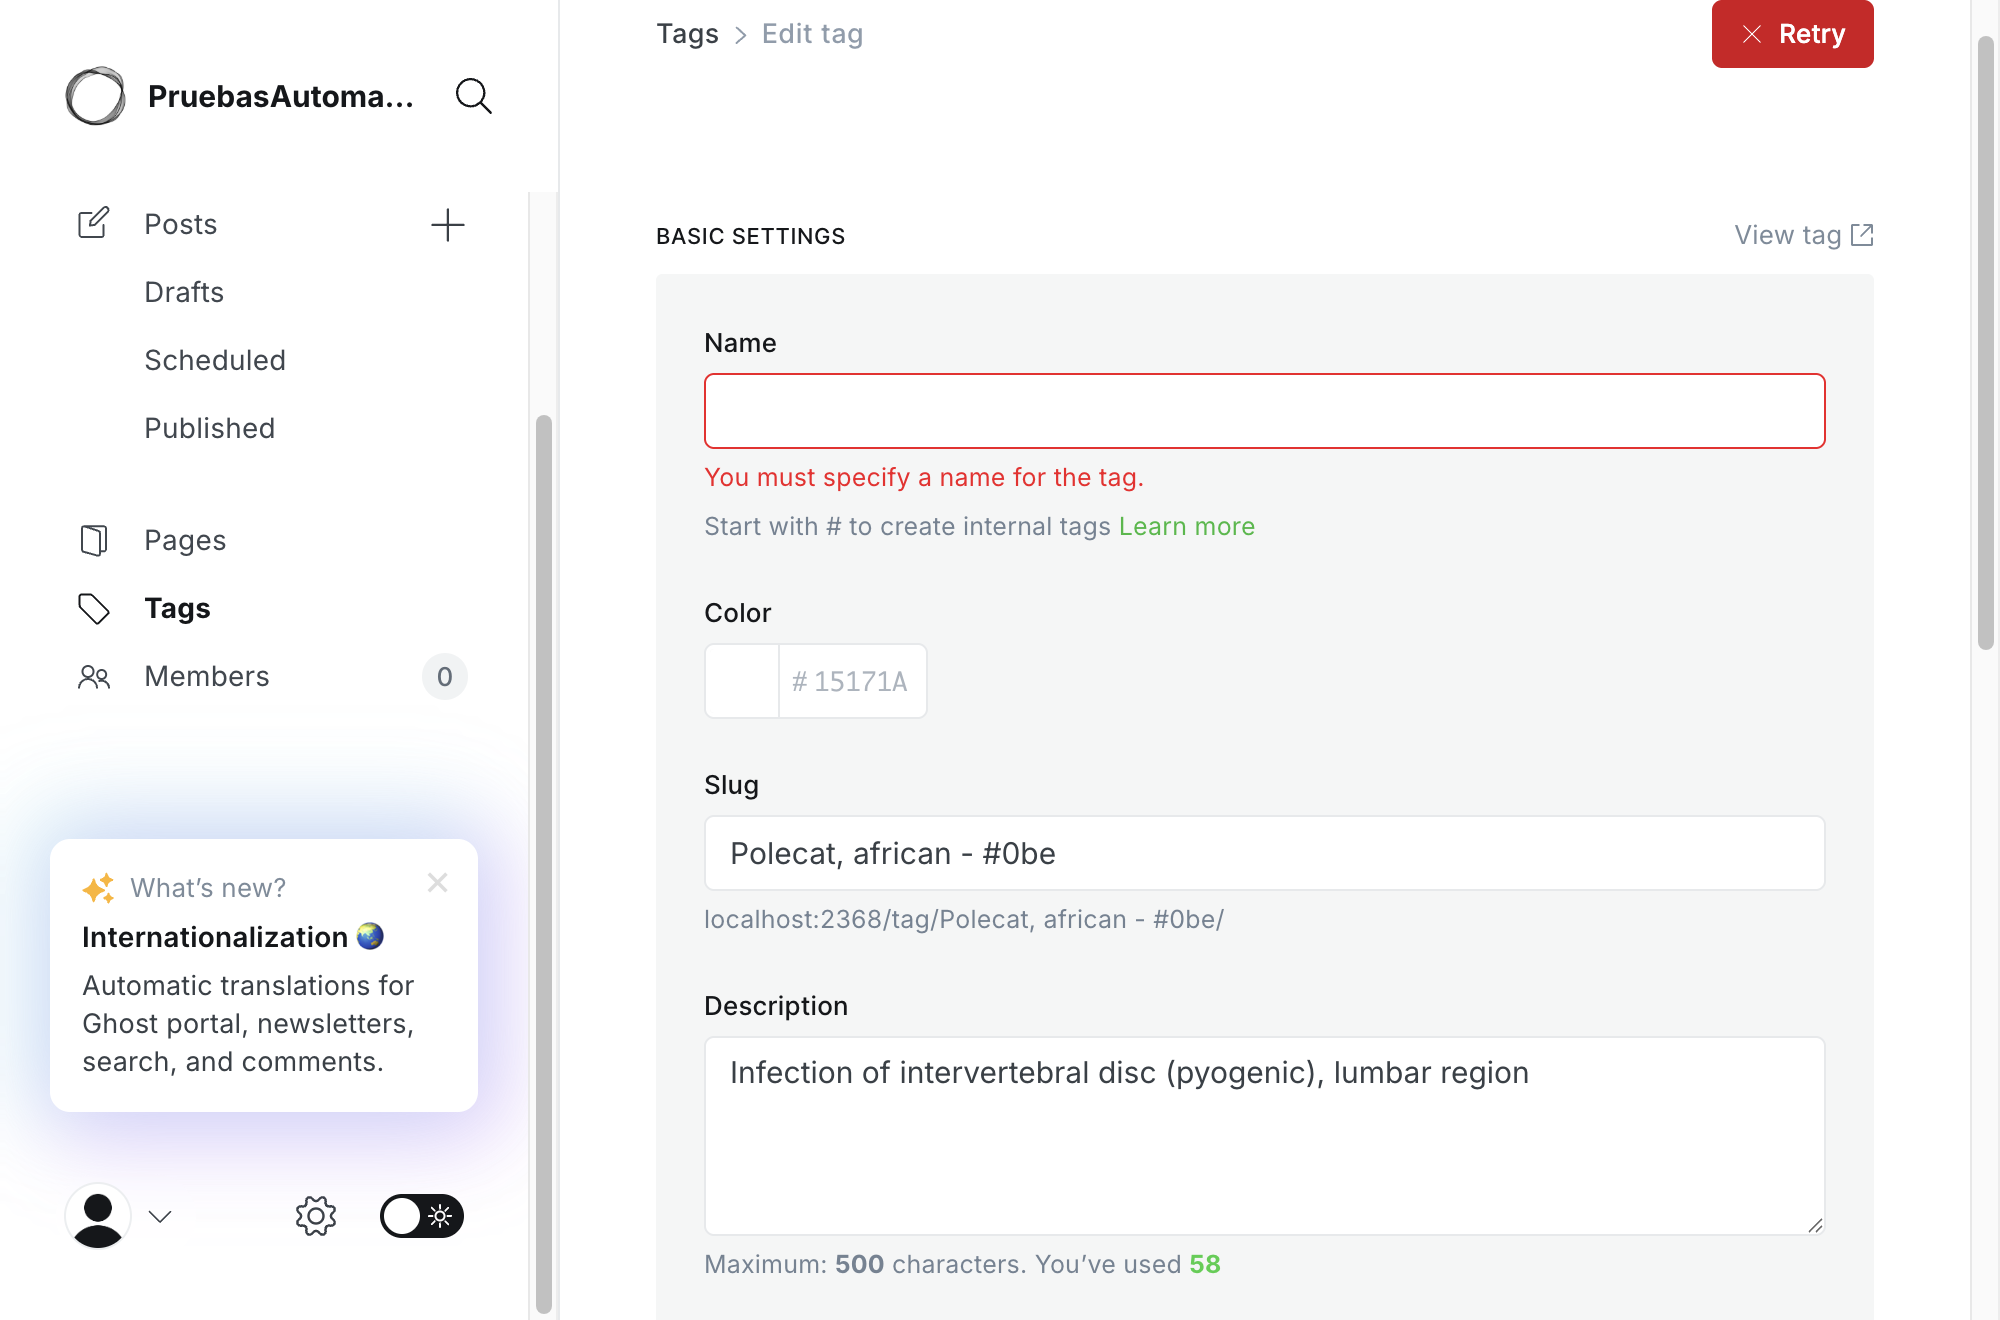 PruebasAutoma...
Posts
Drafts
Scheduled
Published
Pages
Tags
Members
0
What's new?
Internationalization 🌏
Automatic translations for
Ghost portal, newsletters,
search, and comments.
Tags > Edit tag
Retry
BASIC SETTINGS
View tag
Name
You must specify a name for the tag.
Start with # to create internal tags Learn more
Color
# 15171A
Slug
Polecat, african - #0be
localhost:2368/tag/Polecat, african - #0be/
Description
Infection of intervertebral disc (pyogenic), lumbar region
Maximum: 500 characters. You’ve used 58